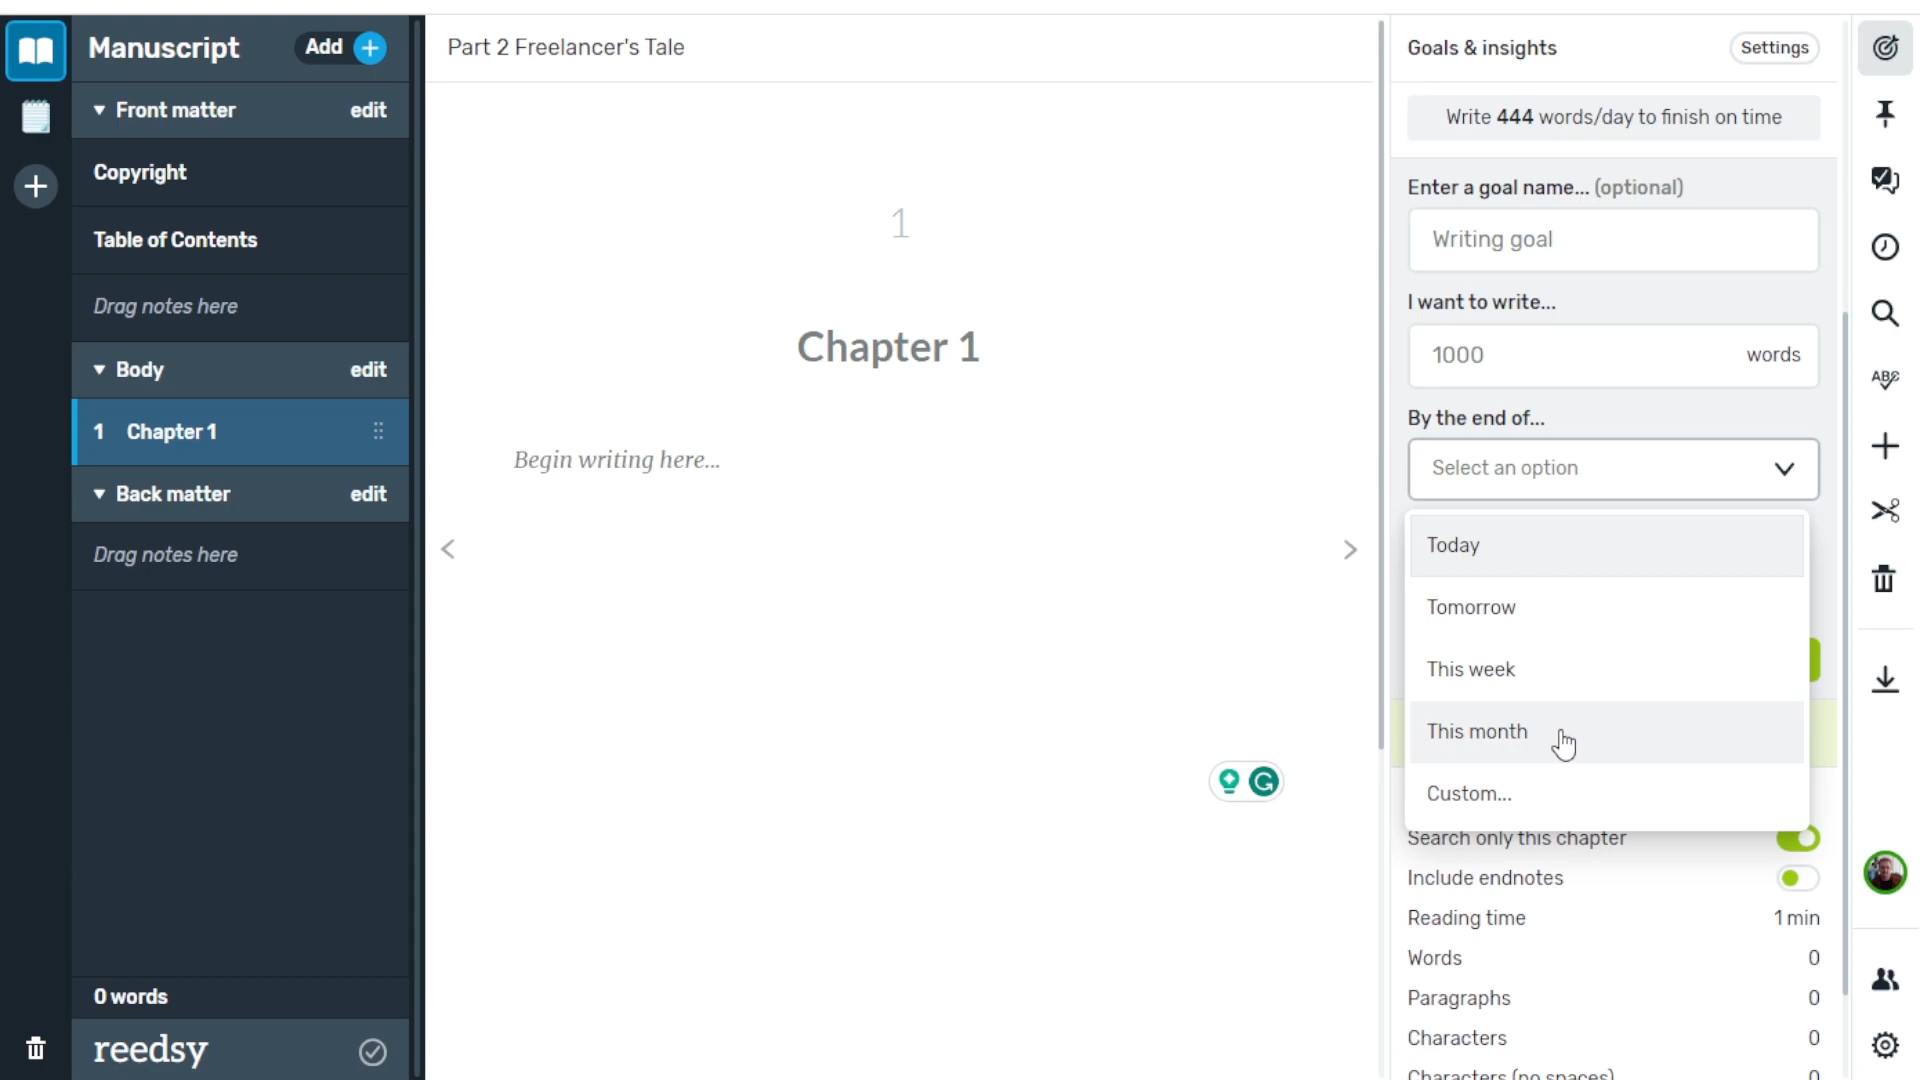 Manuscript
Add
Front matter
edit
Copyright
Table of Contents
Drag notes here
Body
edit
1 Chapter 1
Back matter
edit
Drag notes here
0 words
reedsy
Part 2 Freelancer's Tale
1
Chapter 1
Begin writing here...
Goals & insights
Settings
Write 444 words/day to finish on time
Enter a goal name... (optional)
Writing goal
I want to write...
1000 words
By the end of...
Select an option
Today
Tomorrow
This week
This month
Custom...
Search only this chapter
Include endnotes
Reading time 1 min
Words 0
Paragraphs 0
Characters 0
Characters (no spaces) 0
ABC